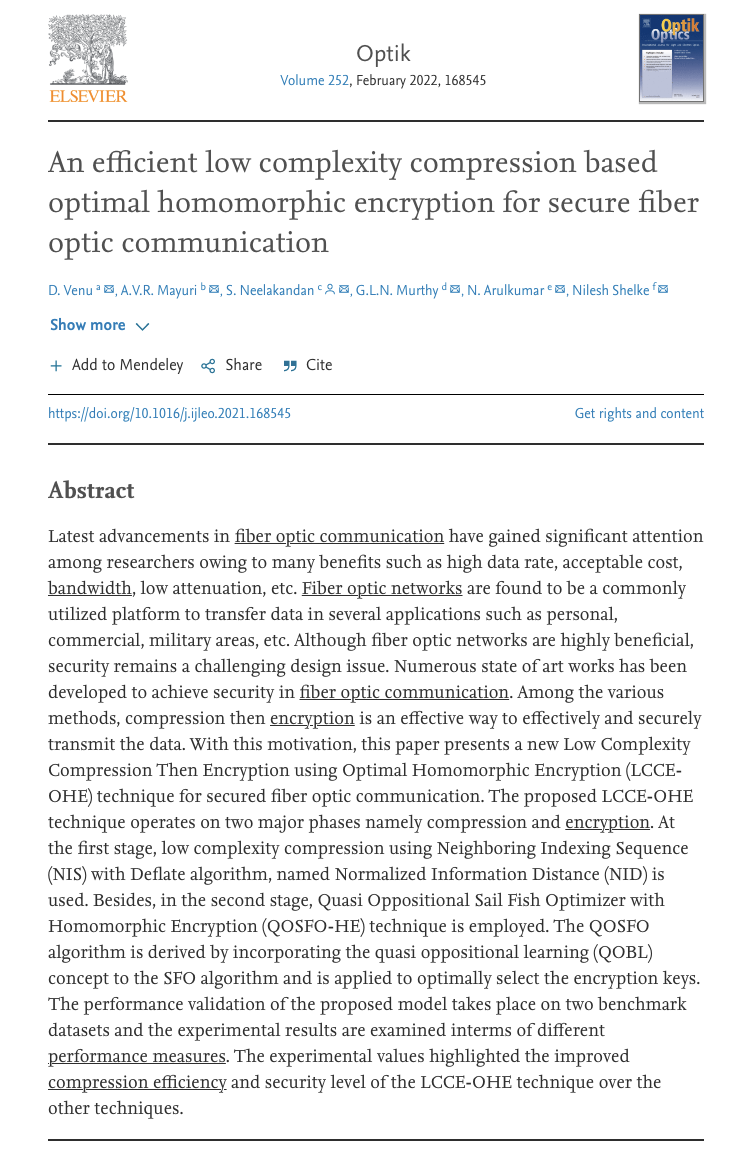 Optik
Volume 252, February 2022, 168545
ELSEVIER
Optik
Optics
An efficient low complexity compression based
optimal homomorphic encryption for secure fiber
optic communication
D. Venu a, A.V.R. Mayuri b, S. Neelakandan c, G.L.N. Murthy d, N. Arulkumar e, Nilesh Shelke f
Show more
Add to Mendeley Share Cite
https://doi.org/10.1016/j.ijleo.2021.168545 Get rights and content
Abstract
Latest advancements in fiber optic communication have gained significant attention
among researchers owing to many benefits such as high data rate, acceptable cost,
bandwidth, low attenuation, etc. Fiber optic networks are found to be a commonly
utilized platform to transfer data in several applications such as personal,
commercial, military areas, etc. Although fiber optic networks are highly beneficial,
security remains a challenging design issue. Numerous state of art works has been
developed to achieve security in fiber optic communication. Among the various
methods, compression then encryption is an effective way to effectively and securely
transmit the data. With this motivation, this paper presents a new Low Complexity
Compression Then Encryption using Optimal Homomorphic Encryption (LCCE-
OHE) technique for secured fiber optic communication. The proposed LCCE-OHE
technique operates on two major phases namely compression and encryption. At
the first stage, low complexity compression using Neighboring Indexing Sequence
(NIS) with Deflate algorithm, named Normalized Information Distance (NID) is
used. Besides, in the second stage, Quasi Oppositional Sail Fish Optimizer with
Homomorphic Encryption (QOSFO-HE) technique is employed. The QOSFO
algorithm is derived by incorporating the quasi oppositional learning (QOBL)
concept to the SFO algorithm and is applied to optimally select the encryption keys.
The performance validation of the proposed model takes place on two benchmark
datasets and the experimental results are examined interms of different
performance measures. The experimental values highlighted the improved
compression efficiency and security level of the LCCE-OHE technique over the
other techniques.